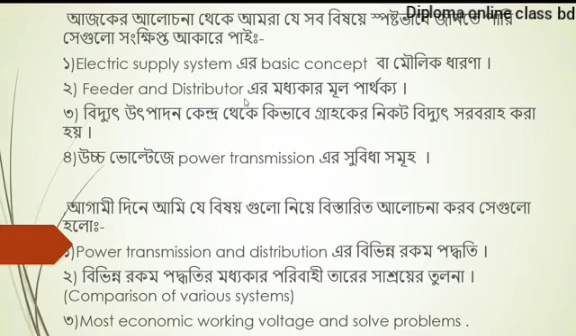 Diploma online class bd
আজকের আলোচনা থেকে আমরা যে সব বিষয়ে স্পষ্টভাবে জানতে পারি
সেগুলো সংক্ষিপ্ত আকারে পাইঃ-
১)Electric supply system এর basic concept বা মৌলিক ধারণা ।
২) Feeder and Distributor এর মধ্যকার মূল পার্থক্য ।
৩) বিদ্যুৎ উৎপাদন কেন্দ্র থেকে কিভাবে গ্রাহকের নিকট বিদ্যুৎ সরবরাহ করা
হয় ।
৪)উচ্চ ভোল্টেজে power transmission এর সুবিধা সমূহ ।
আগামী দিনে আমি যে বিষয় গুলো নিয়ে বিস্তারিত আলোচনা করব সেগুলো
হলোঃ-
১)Power transmission and distribution এর বিভিন্ন রকম পদ্ধতি ।
২) বিভিন্ন রকম পদ্ধতির মধ্যকার পরিবাহী তারের সাশ্রয়ের তুলনা ।
(Comparison of various systems)
৩)Most economic working voltage and solve problems .